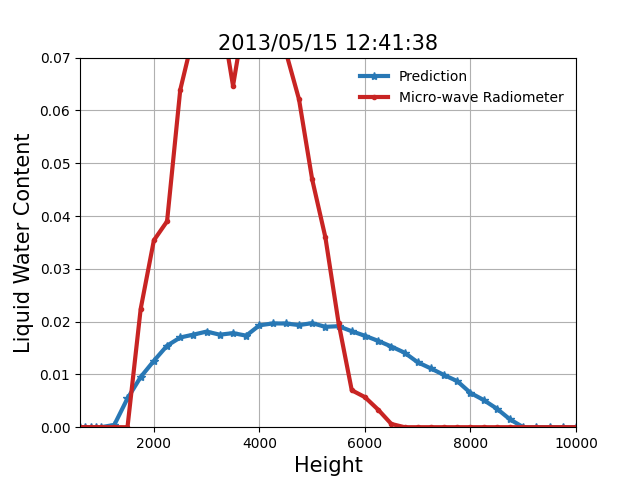 2013/05/15 12:41:38
Prediction
Micro-wave Radiometer
Liquid Water Content
0.07
0.06
0.05
0.04
0.03
0.02
0.01
0.00
2000 4000 6000 8000 10000
Height